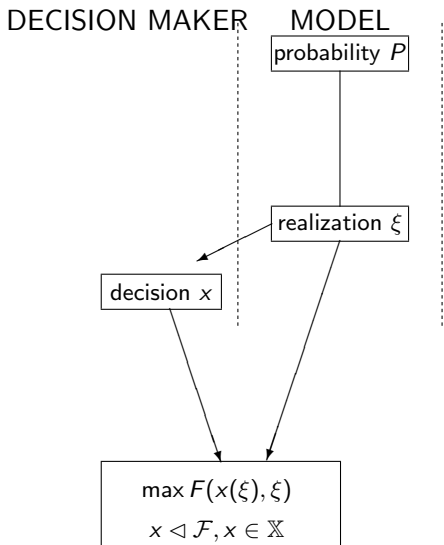 DECISION MAKER MODEL
probability P
realization ξ
decision x
max F(x(ξ), ξ)
x ⊲ ℱ, x ∈ 𝕏